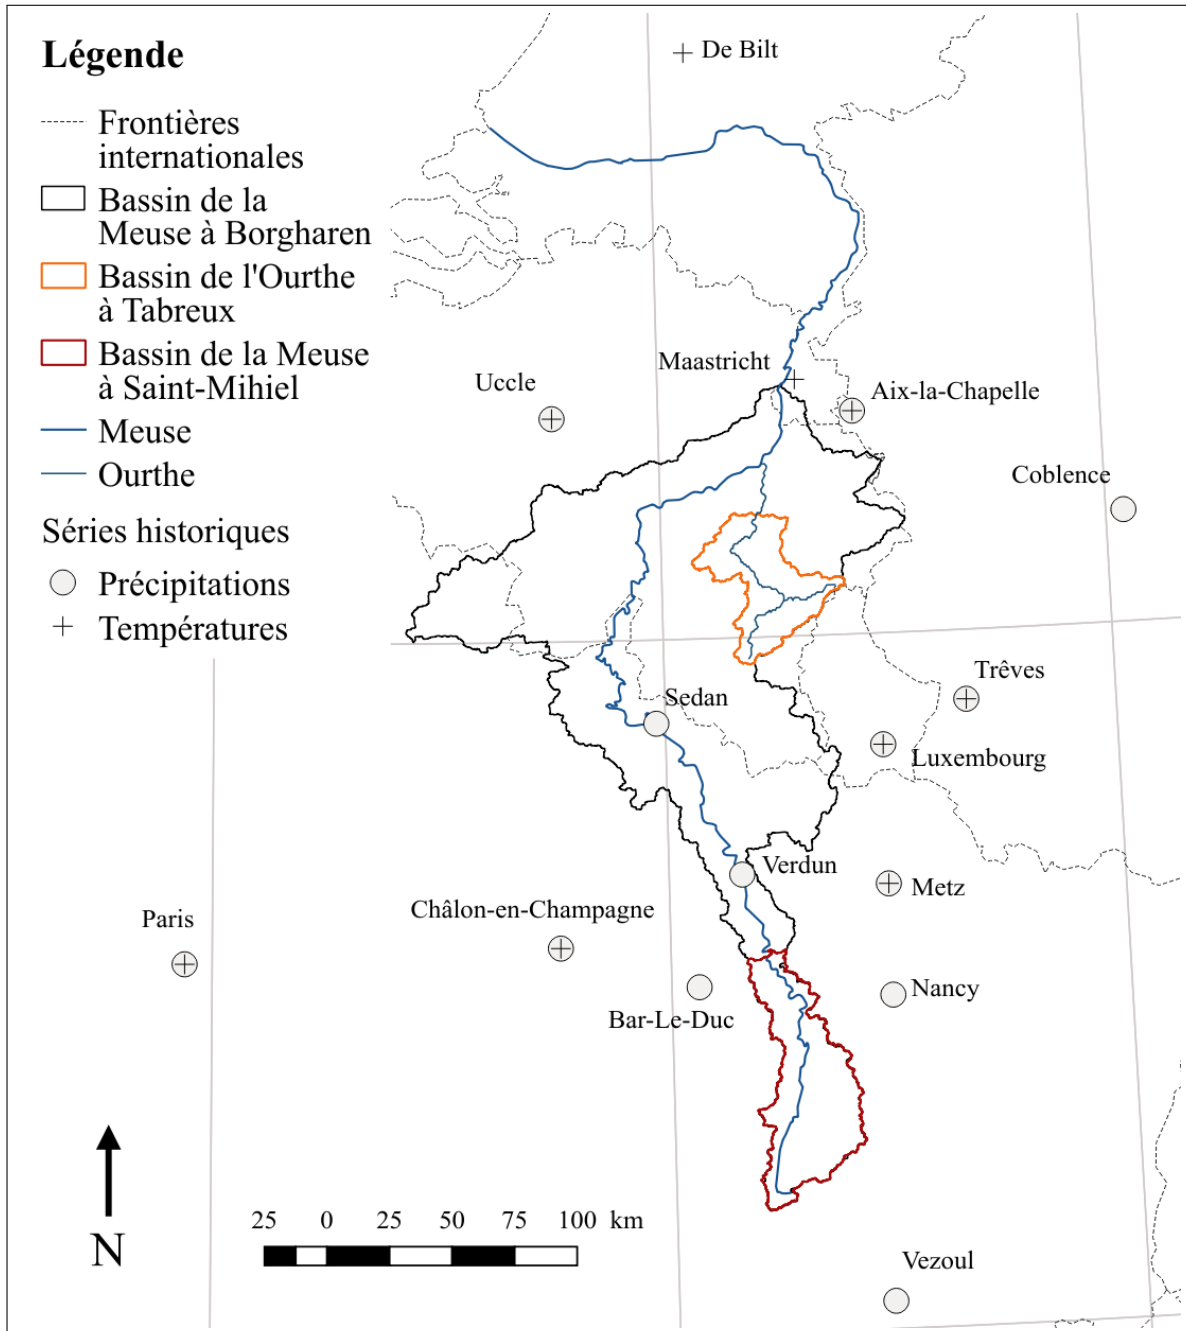 Légende
Frontières
internationales
Bassin de la
Meuse à Borgharen
Bassin de l'Ourthe
à Tabreux
Bassin de la Meuse
à Saint-Mihiel
Meuse
Ourthe
Séries historiques
Précipitations
Températures
De Bilt
Maastricht
Uccle
Aix-la-Chapelle
Coblence
Trêves
Sedan
Luxembourg
Verdun
Metz
Châlon-en-Champagne
Paris
Nancy
Bar-Le-Duc
N
25 0 25 50 75 100 km
Vezoul